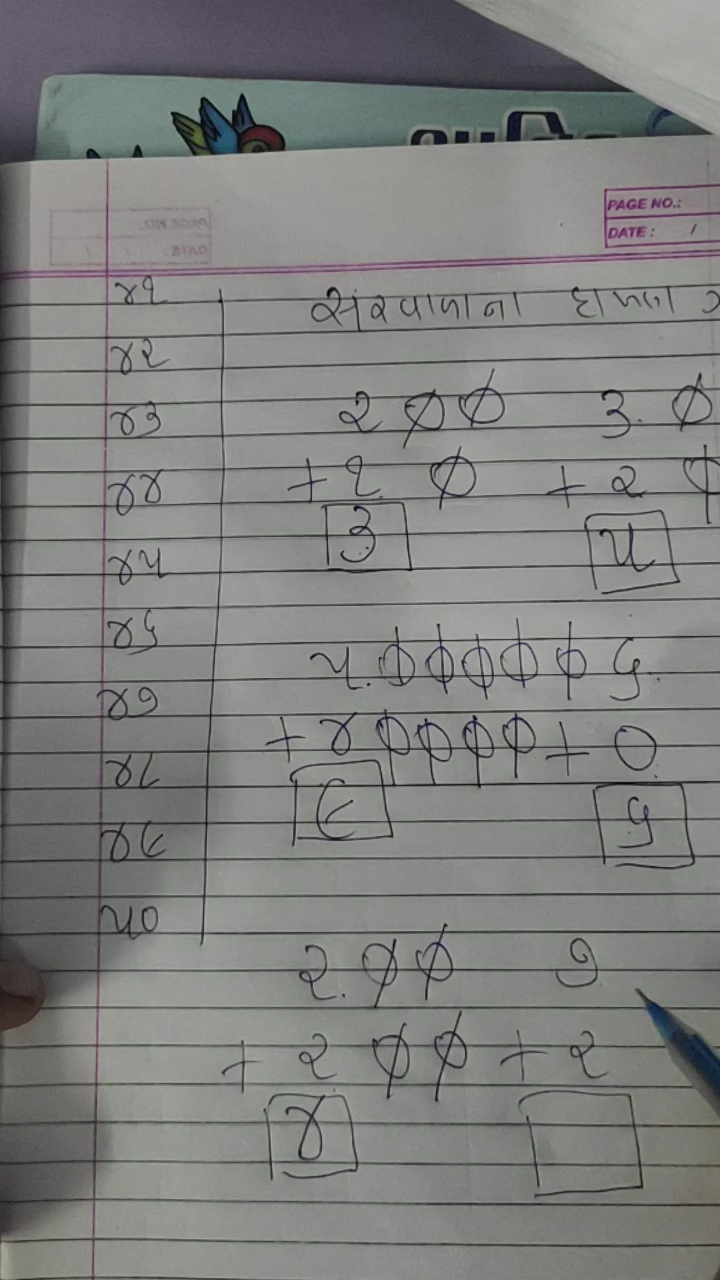 PAGE NO.:
DATE : /
૪૧ સરવાળાના દાખલા
૪૨
૪૩ ૨ ૩.
૪૪ + ૧ + ૨
૩ ૫
૪૫
૪૬ ૫. ૬.
૪૭ + ૪ + ૦
૪૮ ૯ ૬
૪૯
૫૦
૨. ૭
+ ૨ + ૨
૪